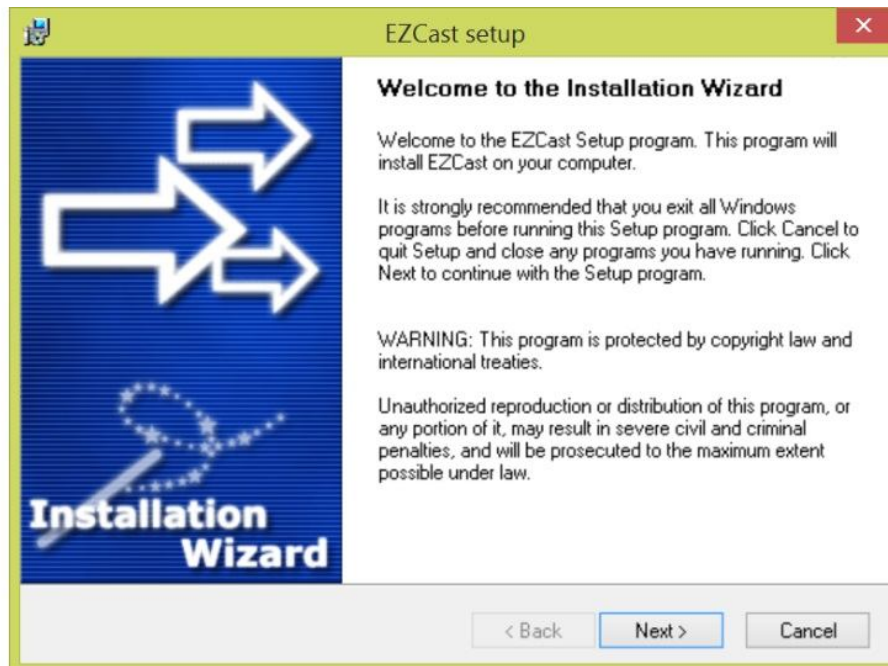 EZCast setup
Welcome to the Installation Wizard
Welcome to the EZCast Setup program. This program will
install EZCast on your computer.
It is strongly recommended that you exit all Windows
programs before running this Setup program. Click Cancel to
quit Setup and close any programs you have running. Click
Next to continue with the Setup program.
WARNING: This program is protected by copyright law and
international treaties.
Unauthorized reproduction or distribution of this program, or
any portion of it, may result in severe civil and criminal
penalties, and will be prosecuted to the maximum extent
possible under law.
Installation
Wizard
< Back Next > Cancel